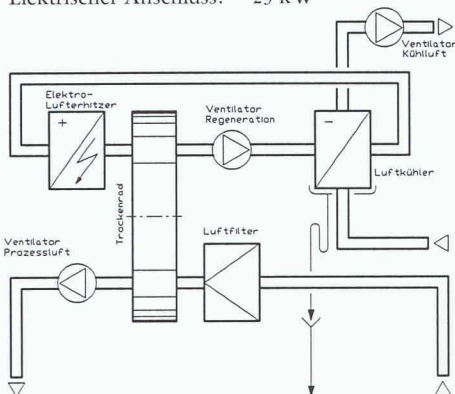 Elektrischer Anschluss: 25 kW
Ventilator
Kühlluft
Elektro-
Lufterhitzer
+
Ventilator
Regeneration
-
Luftkühler
Trockenrad
Luftfilter
Ventilator
Prozessluft